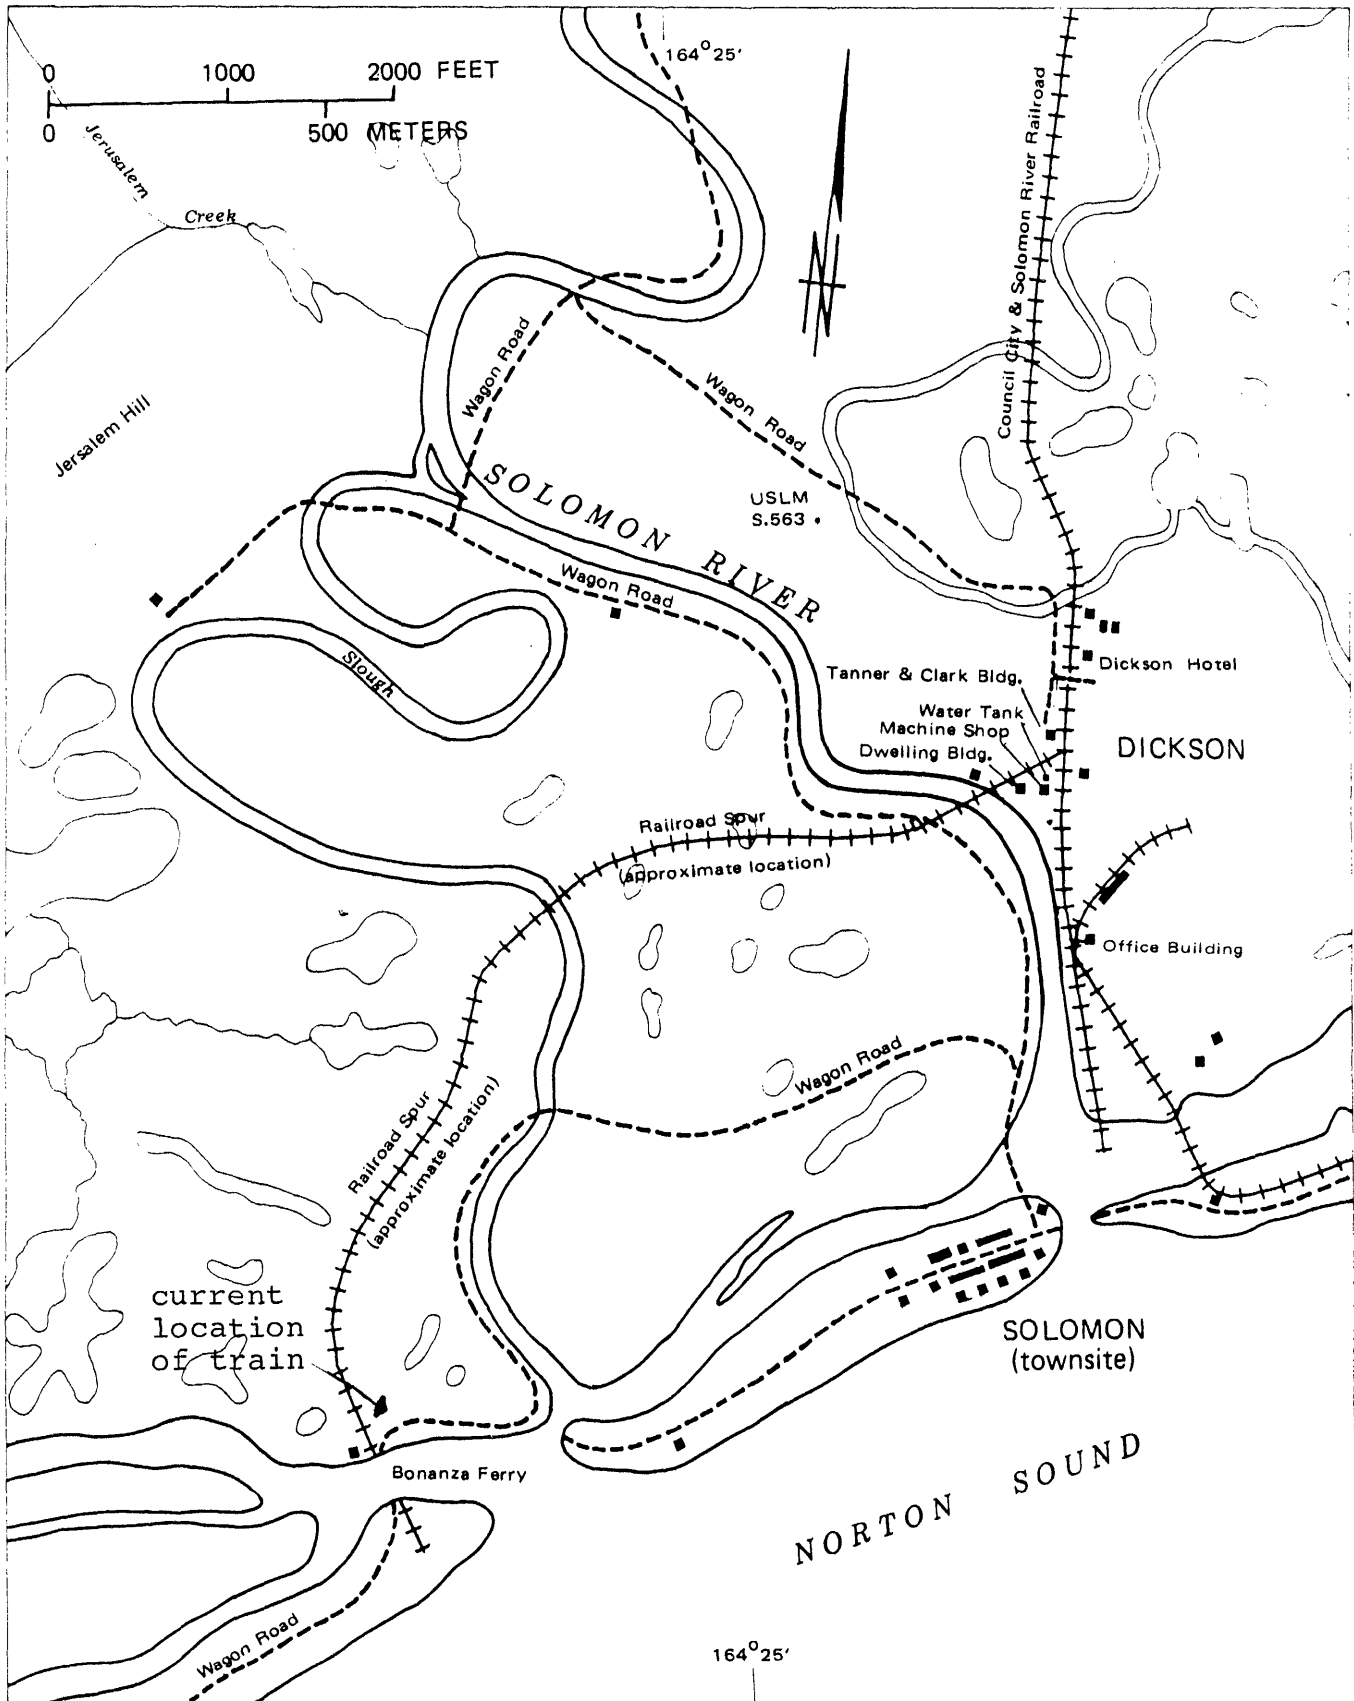 164°25'
0 1000 2000 FEET
0 500 METERS
Jerusalem
Creek
Council City & Solomon River Railroad
Wagon Road
Wagon Road
Jersalem Hill
SOLOMON RIVER
USLM
S.563
Wagon Road
Slough
Dickson Hotel
Tanner & Clark Bldg.
Water Tank
Machine Shop
Dwelling Bldg.
DICKSON
Railroad Spur
(approximate location)
Office Building
Wagon Road
Railroad Spur
(approximate location)
current
location
of train
SOLOMON
(townsite)
Bonanza Ferry
NORTON SOUND
Wagon Road
164°25'
N